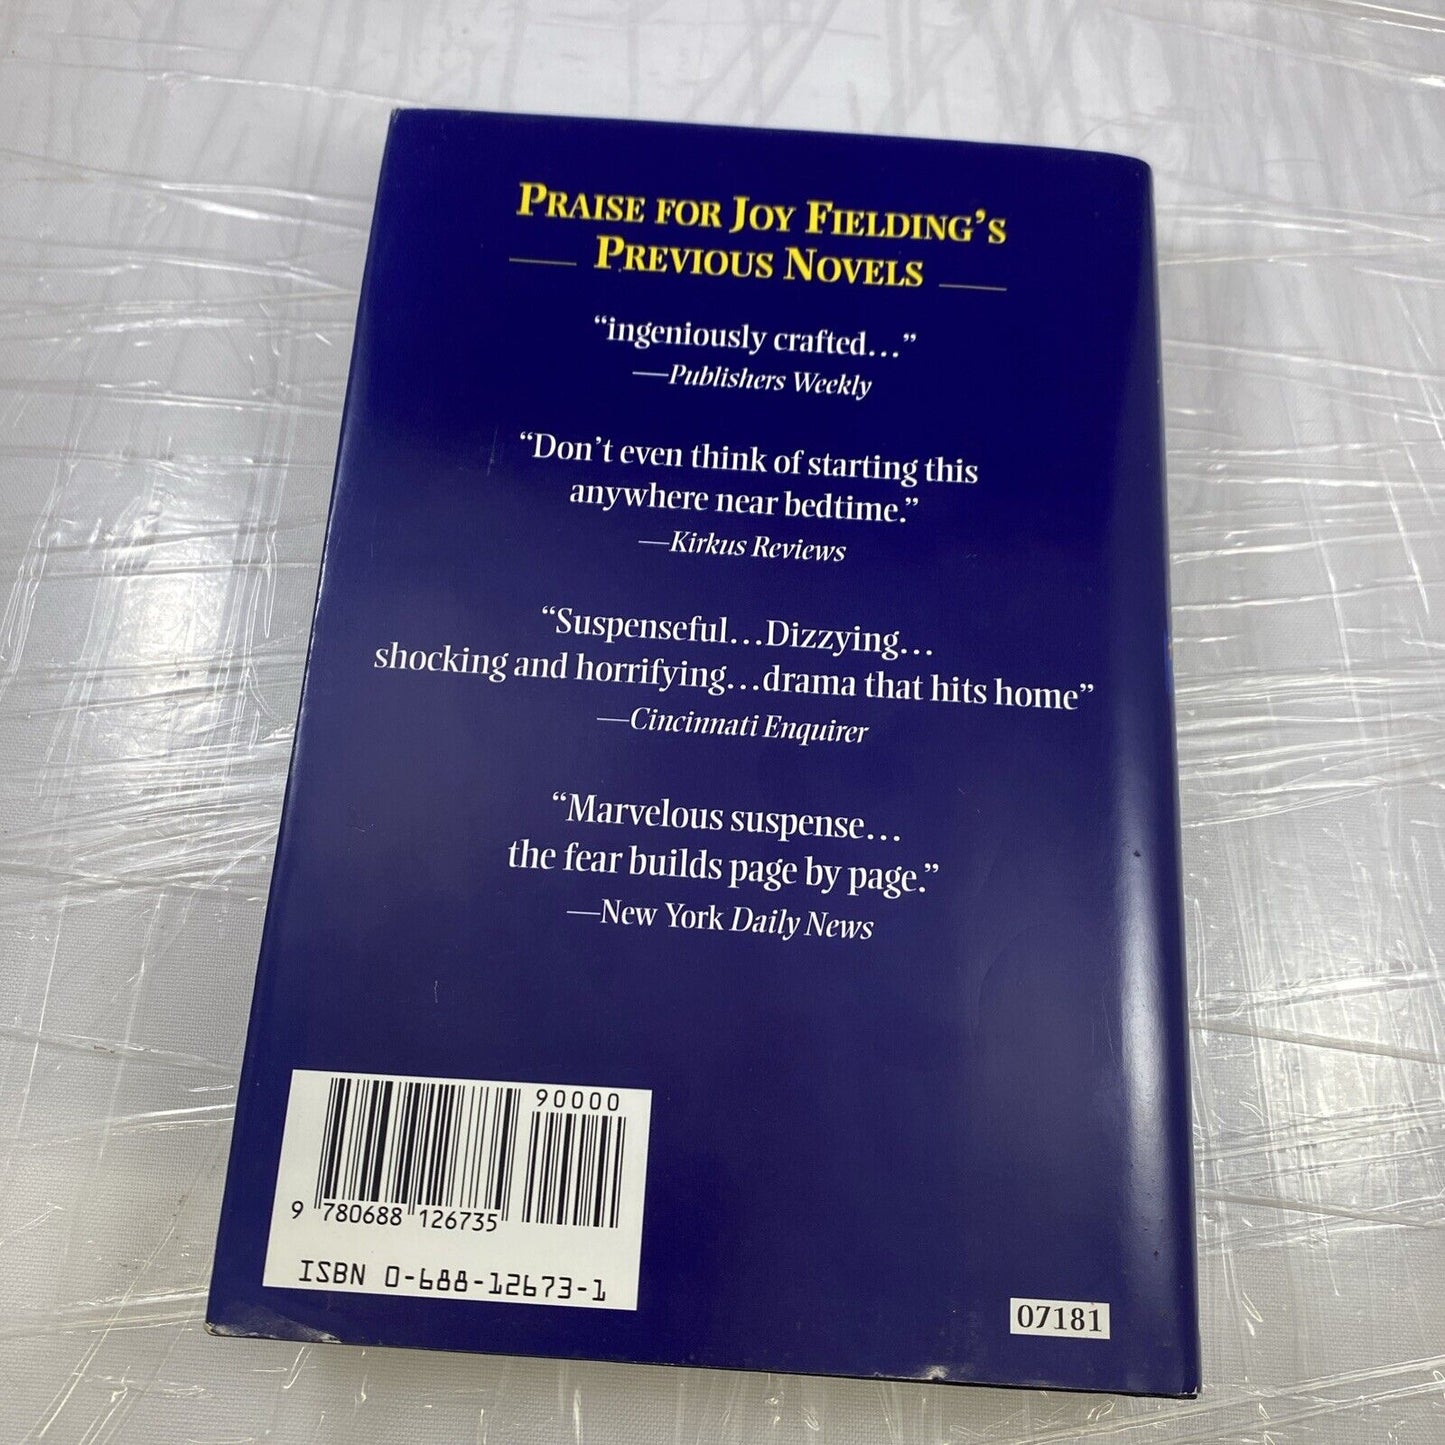 PRAISE FOR JOY FIELDING'S
PREVIOUS NOVELS
“ingeniously crafted...”
—Publishers Weekly
“Don't even think of starting this
anywhere near bedtime.”
—Kirkus Reviews
“Suspenseful...Dizzying...
shocking and horrifying...drama that hits home”
—Cincinnati Enquirer
“Marvelous suspense...
the fear builds page by page.”
—New York Daily News
90000
9 780688 126735
ISBN 0-688-12673-1
07181